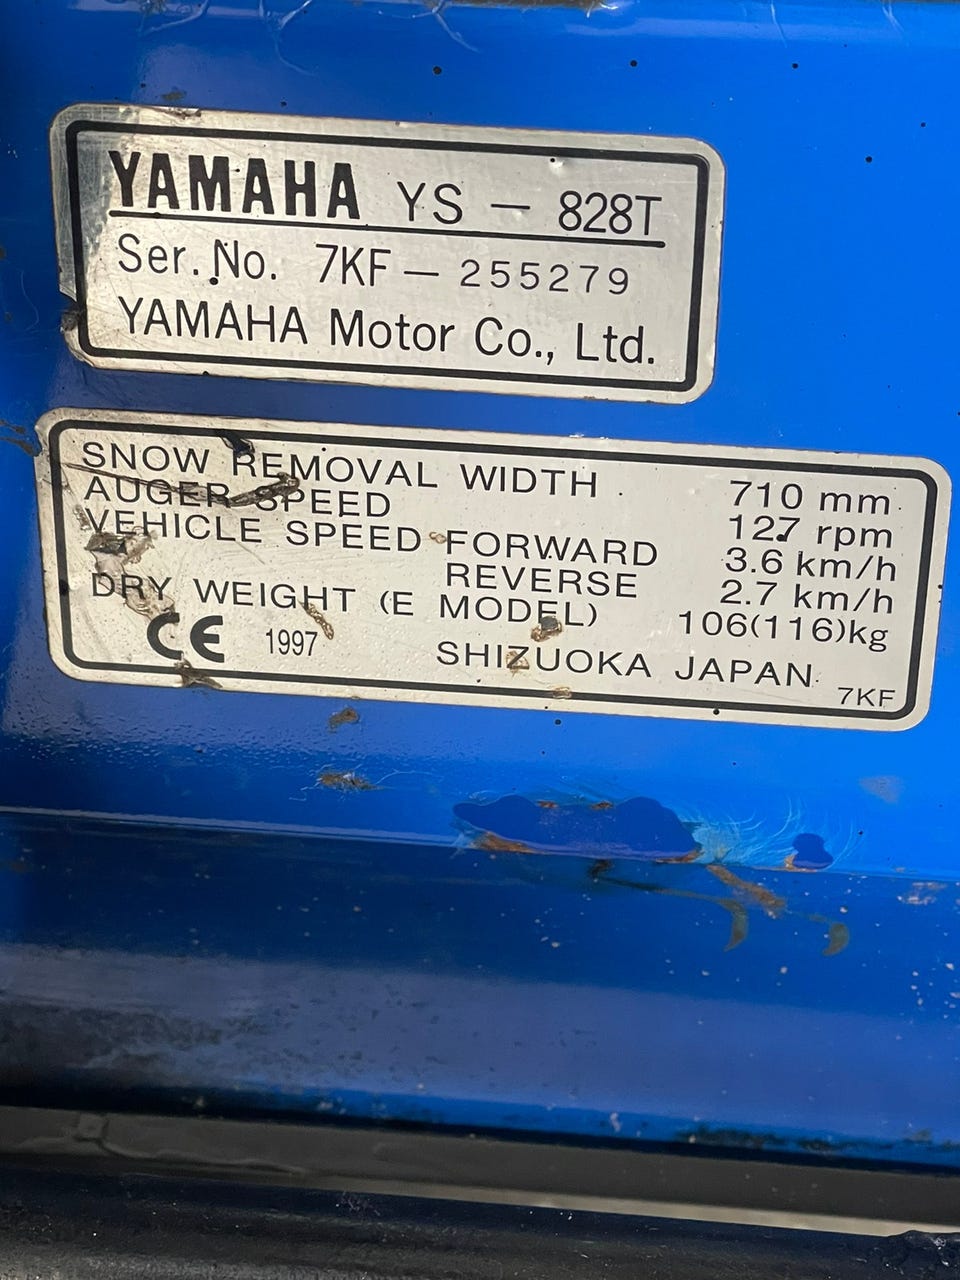 YAMAHA YS - 828T
Ser. No. 7KF - 255279
YAMAHA Motor Co., Ltd.
SNOW REMOVAL WIDTH 710 mm
AUGER SPEED 127 rpm
VEHICLE SPEED FORWARD 3.6 km/h
REVERSE 2.7 km/h
DRY WEIGHT (E MODEL) 106(116)kg
CE 1997 SHIZUOKA JAPAN
7KF